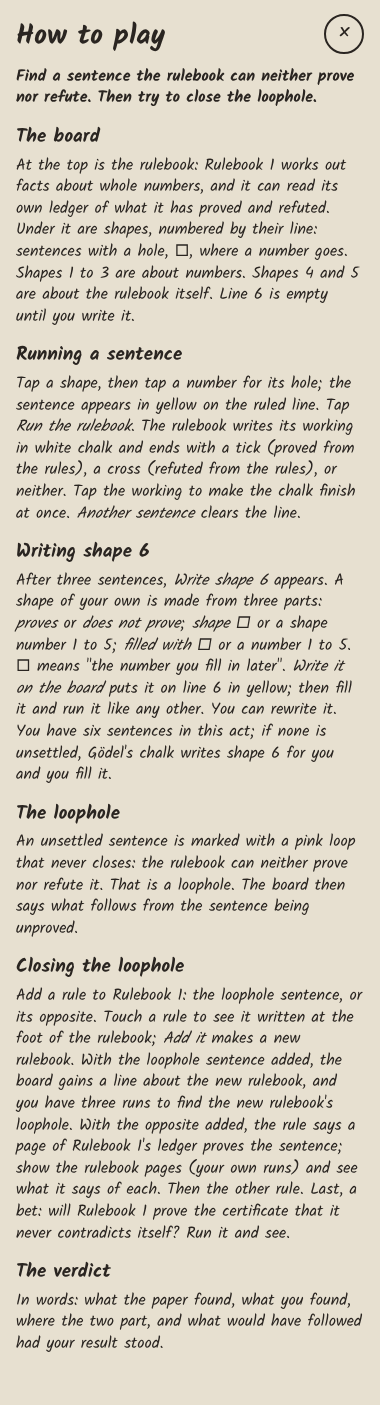 How to play
×
Find a sentence the rulebook can neither prove
nor refute. Then try to close the loophole.
The board
At the top is the rulebook: Rulebook 1 works out
facts about whole numbers, and it can read its
own ledger of what it has proved and refuted.
Under it are shapes, numbered by their line:
sentences with a hole, □, where a number goes.
Shapes 1 to 3 are about numbers. Shapes 4 and 5
are about the rulebook itself. Line 6 is empty
until you write it.
Running a sentence
Tap a shape, then tap a number for its hole; the
sentence appears in yellow on the ruled line. Tap
Run the rulebook. The rulebook writes its working
in white chalk and ends with a tick (proved from
the rules), a cross (refuted from the rules), or
neither. Tap the working to make the chalk finish
at once. Another sentence clears the line.
Writing shape 6
After three sentences, Write shape 6 appears. A
shape of your own is made from three parts:
proves or does not prove; shape □ or a shape
number 1 to 5; filled with □ or a number 1 to 5.
□ means "the number you fill in later". Write it
on the board puts it on line 6 in yellow; then fill
it and run it like any other. You can rewrite it.
You have six sentences in this act; if none is
unsettled, Gödel's chalk writes shape 6 for you
and you fill it.
The loophole
An unsettled sentence is marked with a pink loop
that never closes: the rulebook can neither prove
nor refute it. That is a loophole. The board then
says what follows from the sentence being
unproved.
Closing the loophole
Add a rule to Rulebook 1: the loophole sentence, or
its opposite. Touch a rule to see it written at the
foot of the rulebook; Add it makes a new
rulebook. With the loophole sentence added, the
board gains a line about the new rulebook, and
you have three runs to find the new rulebook's
loophole. With the opposite added, the rule says a
page of Rulebook 1's ledger proves the sentence;
show the rulebook pages (your own runs) and see
what it says of each. Then the other rule. Last, a
bet: will Rulebook 1 prove the certificate that it
never contradicts itself? Run it and see.
The verdict
In words: what the paper found, what you found,
where the two part, and what would have followed
had your result stood.